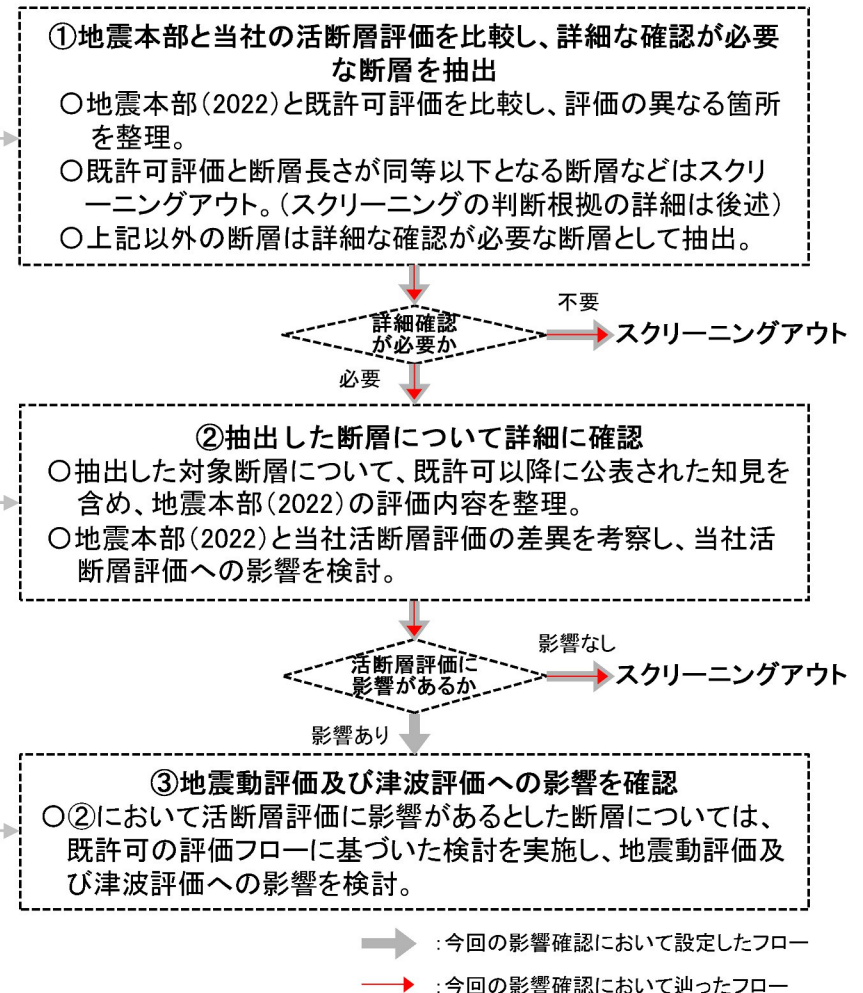 ①地震本部と当社の活断層評価を比較し、詳細な確認が必要
な断層を抽出
〇地震本部(2022)と既許可評価を比較し、評価の異なる箇所
を整理。
〇既許可評価と断層長さが同等以下となる断層などはスクリ
ーニングアウト。(スクリーニングの判断根拠の詳細は後述)
〇上記以外の断層は詳細な確認が必要な断層として抽出。
詳細確認
が必要か
不要
スクリーニングアウト
必要
②抽出した断層について詳細に確認
〇抽出した対象断層について、既許可以降に公表された知見を
含め、地震本部(2022)の評価内容を整理。
〇地震本部(2022)と当社活断層評価の差異を考察し、当社活
断層評価への影響を検討。
活断層評価に
影響があるか
影響なし
スクリーニングアウト
影響あり
③地震動評価及び津波評価への影響を確認
〇②において活断層評価に影響があるとした断層については、
既許可の評価フローに基づいた検討を実施し、地震動評価及
び津波評価への影響を検討。
:今回の影響確認において設定したフロー
:今回の影響確認において辿ったフロー